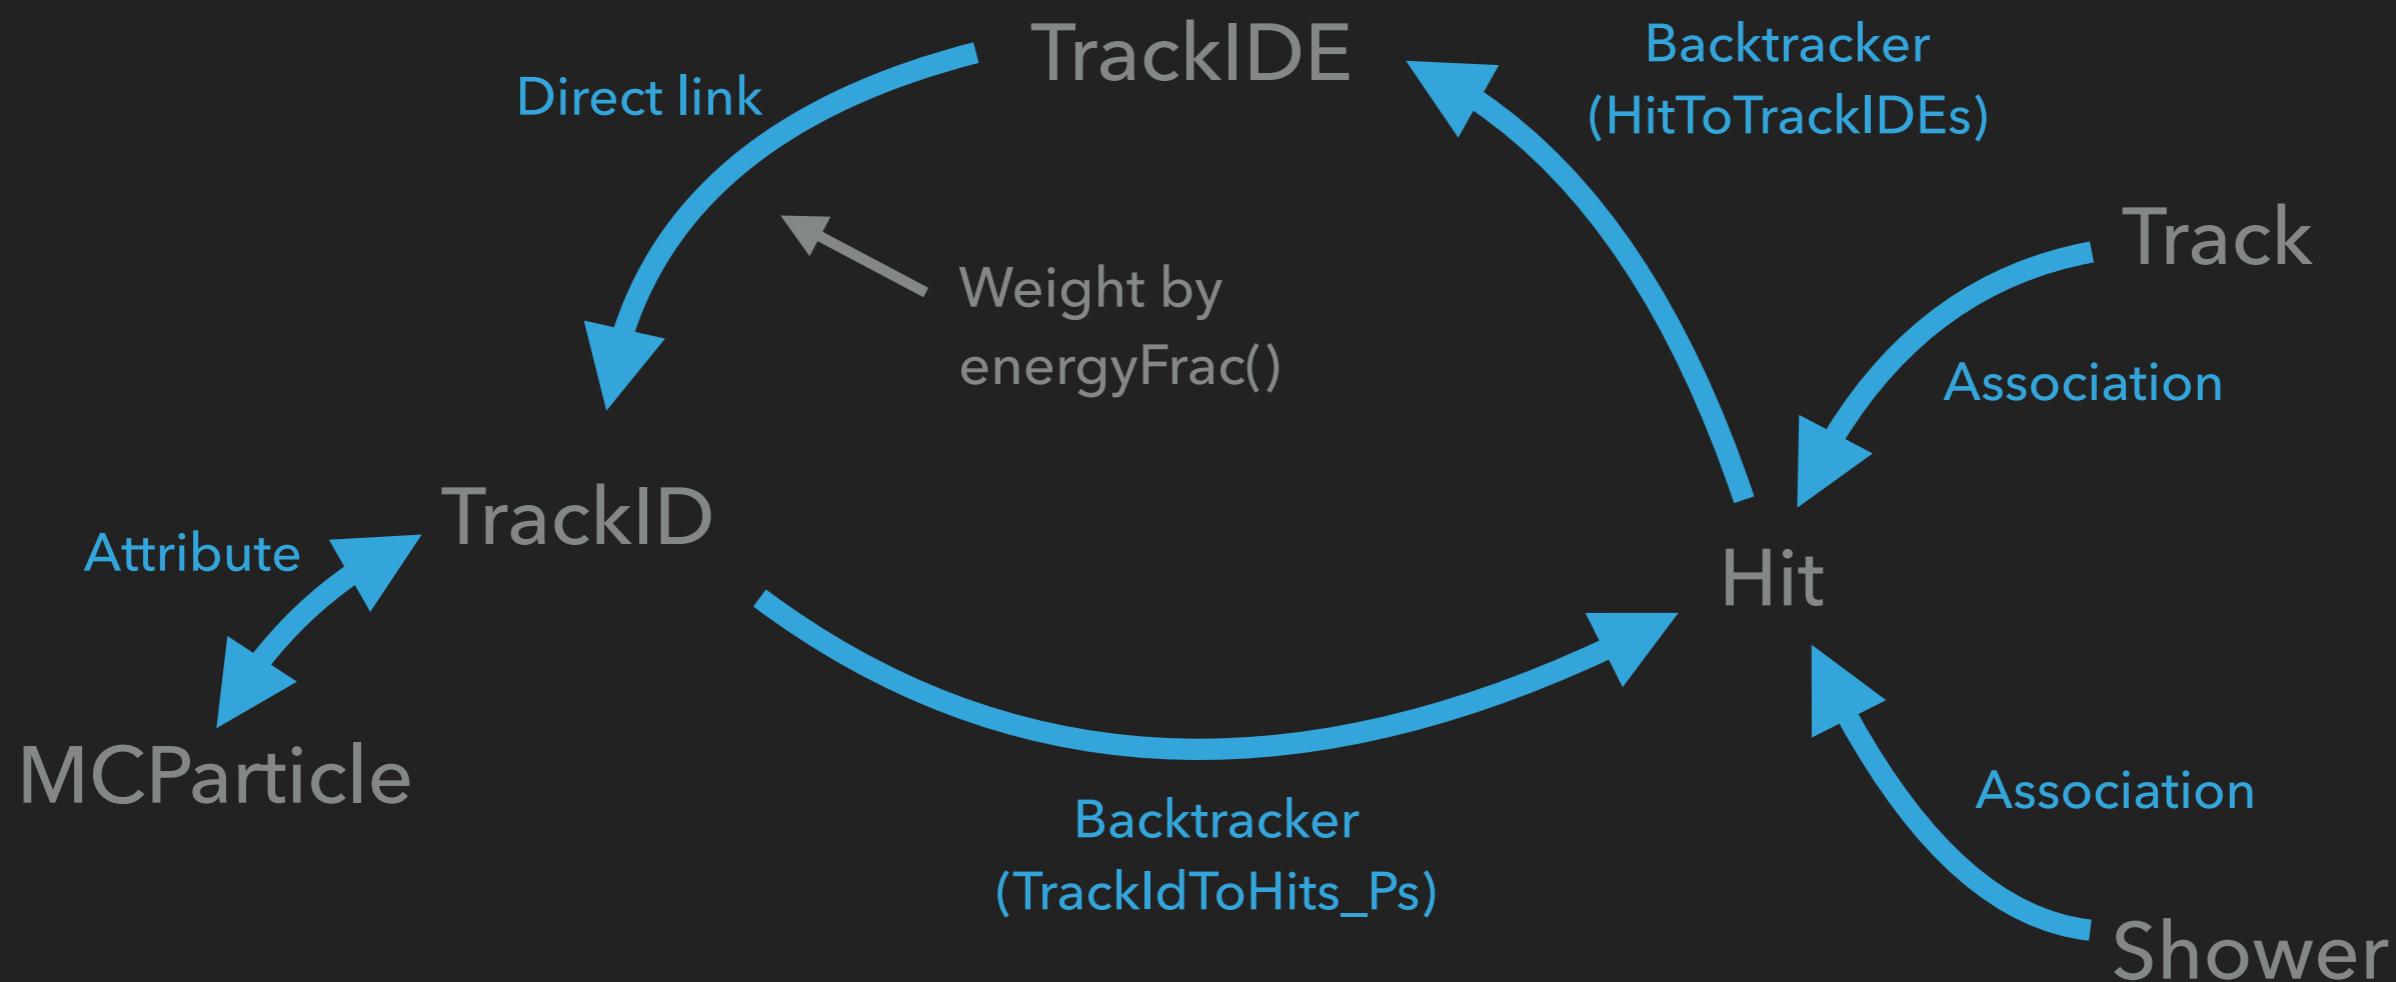 TrackIDE
Backtracker
(HitToTrackIDEs)
Direct link
Track
Weight by
energyFrac()
Association
TrackID
Attribute
Hit
MCParticle
Backtracker
(TrackIdToHits_Ps)
Association
Shower